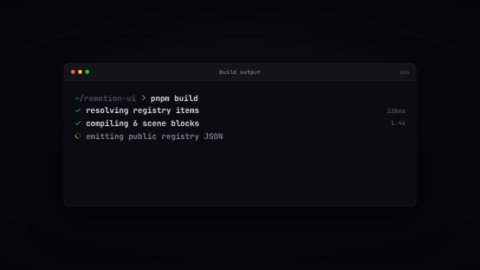 Build output
zsh
~/remotion-ui ❯ pnpm build
✓ resolving registry items 120ms
✓ compiling 6 scene blocks 1.4s
emitting public registry JSON